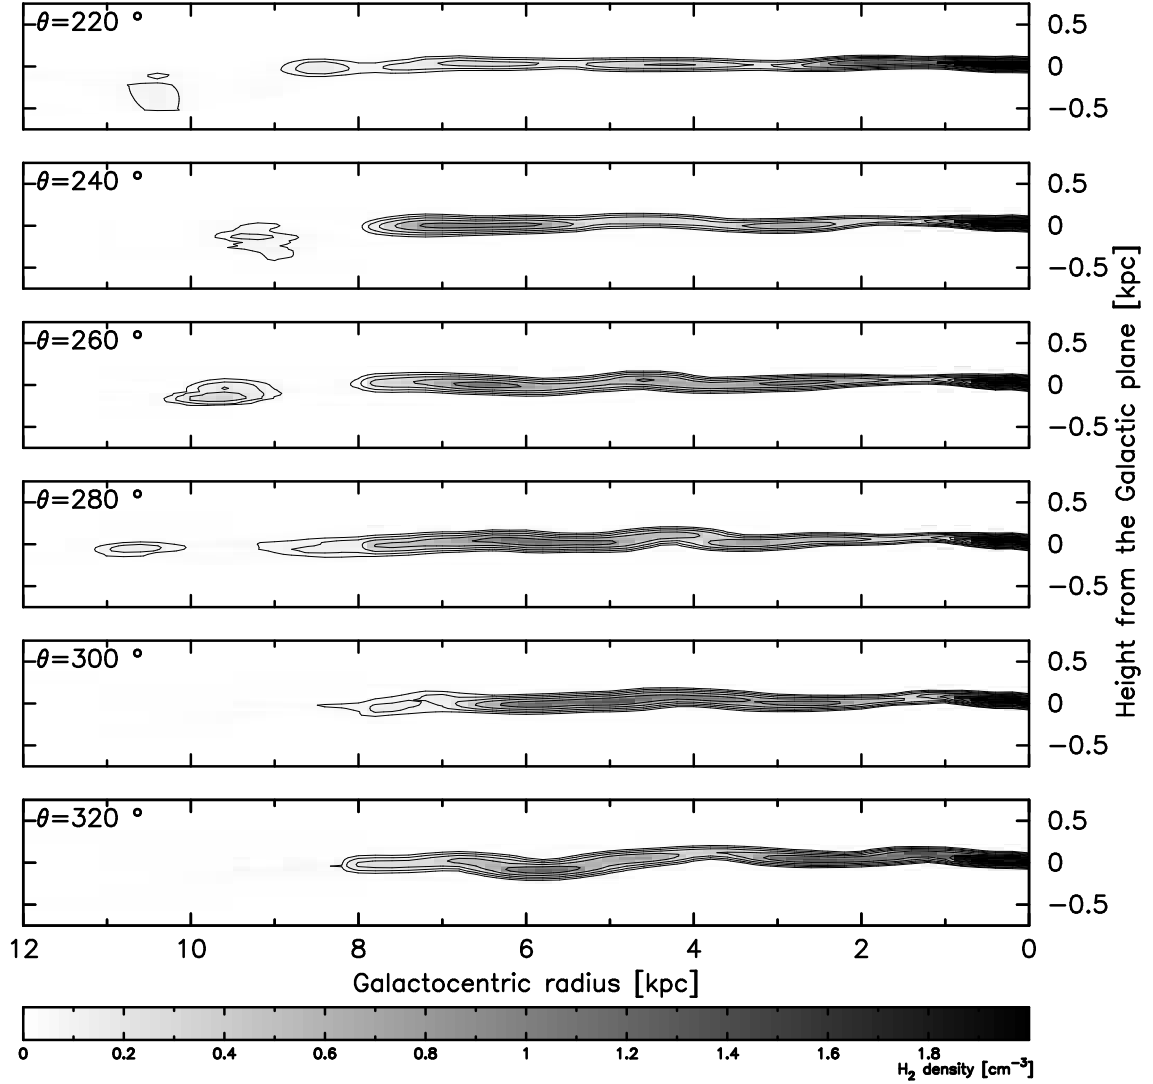 θ=220 °
0.5
0
−0.5
θ=240 °
0.5
0
−0.5
θ=260 °
0.5
0
−0.5
θ=280 °
0.5
0
−0.5
θ=300 °
0.5
0
−0.5
θ=320 °
0.5
0
−0.5
Height from the Galactic plane [kpc]
12 10 8 6 4 2 0
Galactocentric radius [kpc]
0 0.2 0.4 0.6 0.8 1 1.2 1.4 1.6 1.8
H₂ density [cm⁻³]